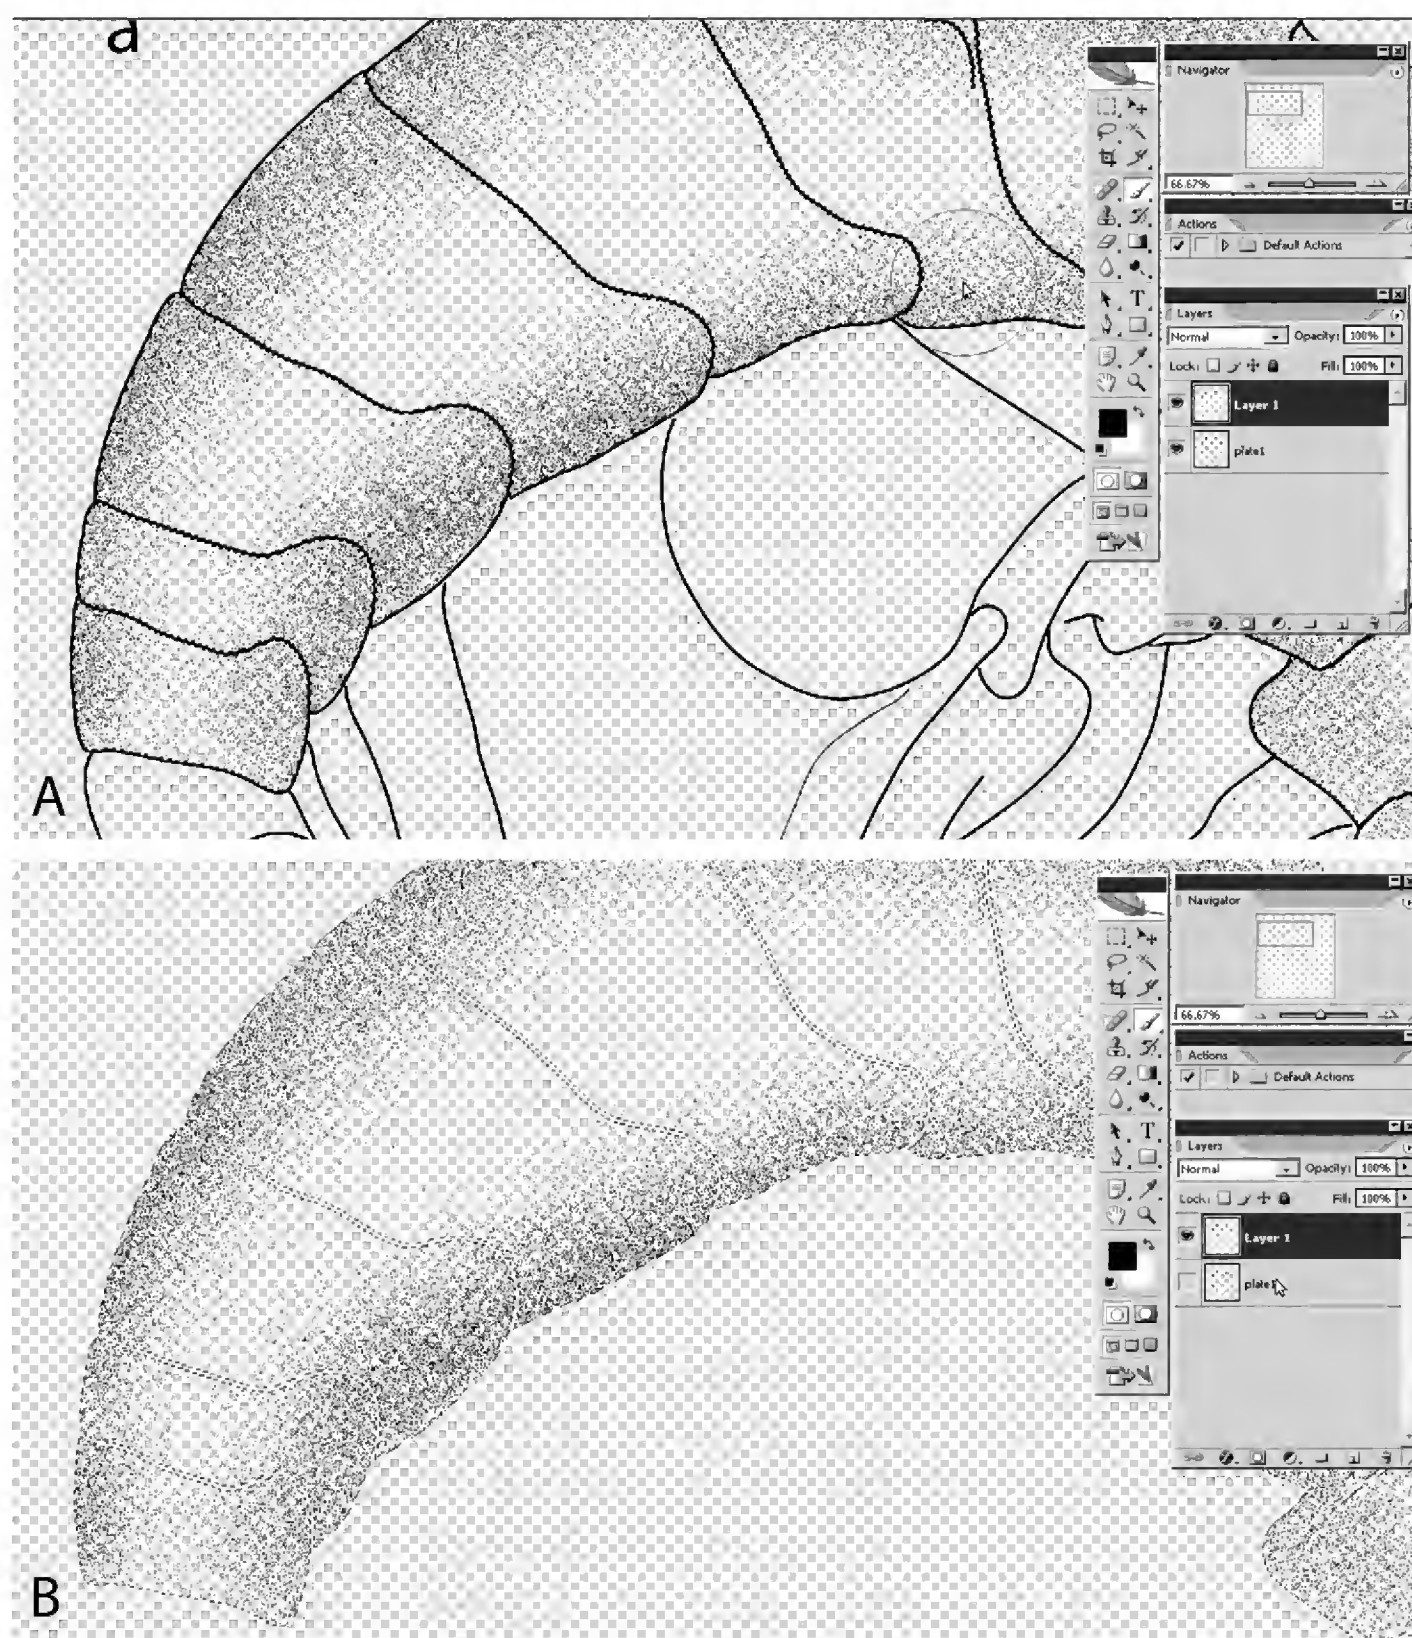 a
Navigator
66.67%
Actions
Default Actions
Layers
Normal
Opacity: 100%
Lock:
Fill: 100%
Layer 1
plate1
A
Navigator
66.67%
Actions
Default Actions
Layers
Normal
Opacity: 100%
Lock:
Fill: 100%
Layer 1
plate1
B